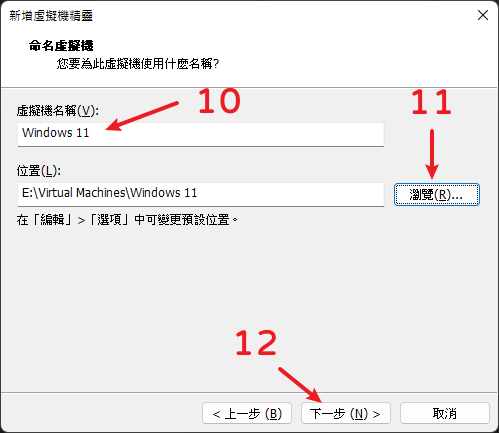 新增虛擬機精靈
命名虛擬機
您要為此虛擬機使用什麼名稱?
10
11
虛擬機名稱(V):
Windows 11
位置(L):
E:\Virtual Machines\Windows 11
瀏覽(R)...
在「編輯」>「選項」中可變更預設位置。
12
< 上一步 (B)
下一步 (N) >
取消